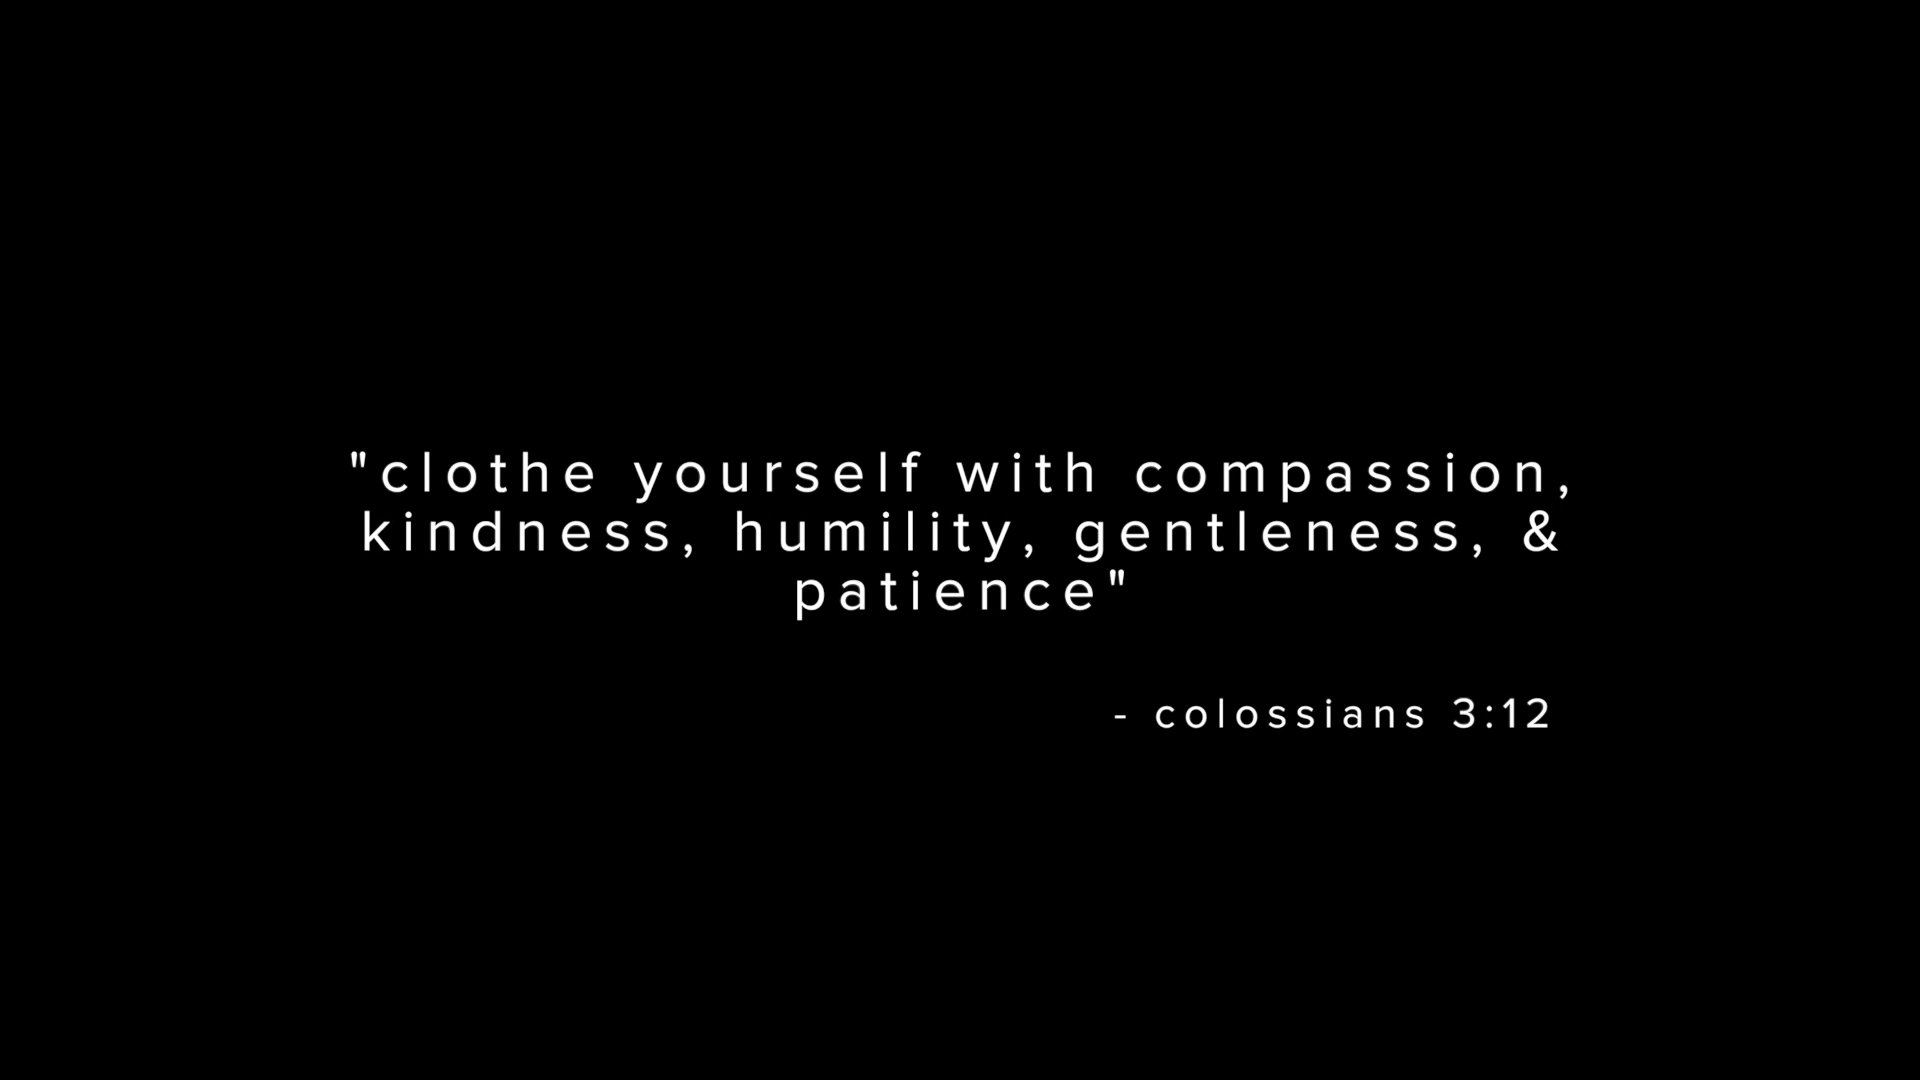 "clothe yourself with compassion,
kindness, humility, gentleness, &
patience"
- colossians 3:12